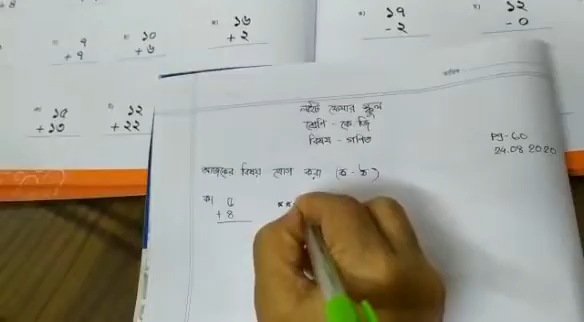 ১৬
+ ২
১৭
- ২
১২
- ০
৭
+ ৭
১০
+ ৬
১৫
+ ১৩
১২
+ ২২
লাইট হোমার স্কুল
শ্রেণি - কে জি
বিষয় - গণিত
Pg-60
24.08.2020
আজকের বিষয় যোগ করা (ক - চ)
ক। ৫
+ ৪